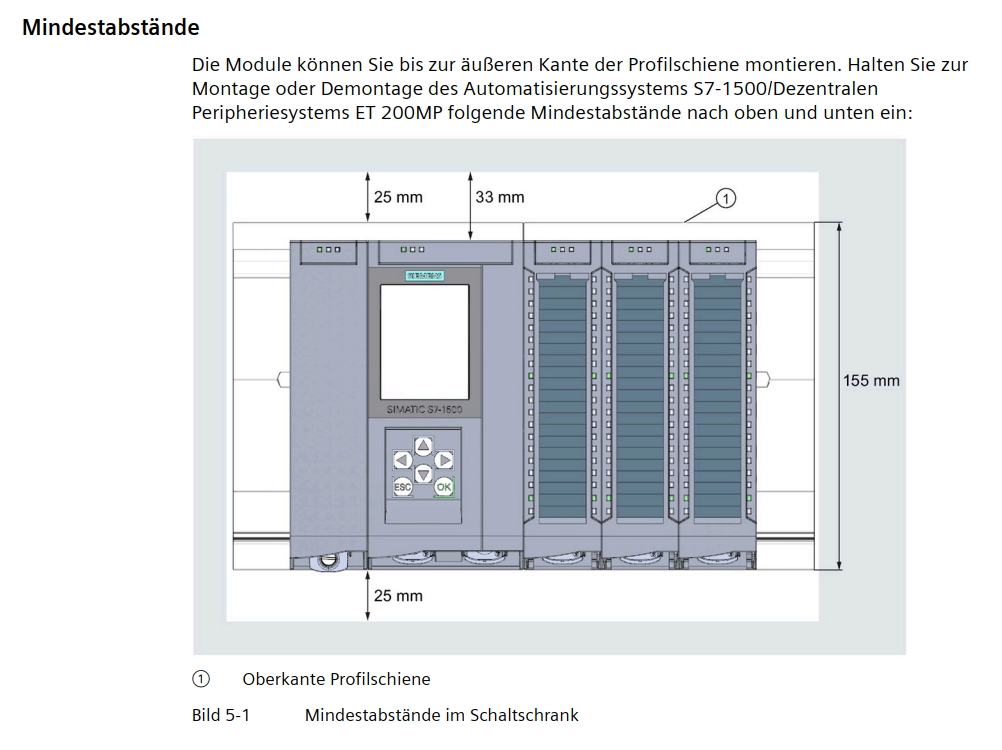 Mindestabstände
Die Module können Sie bis zur äußeren Kante der Profilschiene montieren. Halten Sie zur
Montage oder Demontage des Automatisierungssystems S7-1500/Dezentralen
Peripheriesystems ET 200MP folgende Mindestabstände nach oben und unten ein:
25 mm
33 mm
1
155 mm
SIMATIC S7-1500
ESC
OK
25 mm
① Oberkante Profilschiene
Bild 5-1 Mindestabstände im Schaltschrank